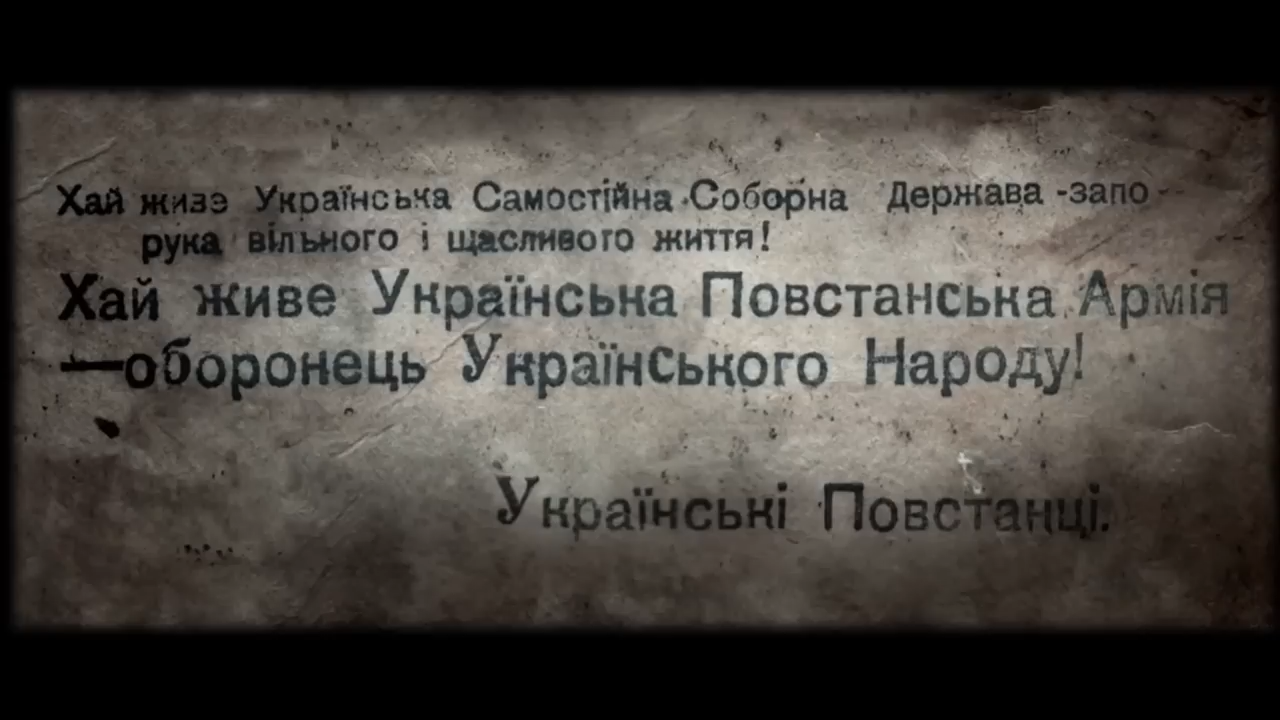 Хай живэ Українська Самостійна Соборна Держава -запо-
рука вільного і щасливого життя!
Хай живе Українська Повстанська Армія
—оборонець Українського Народу!
Українські Повстанці.